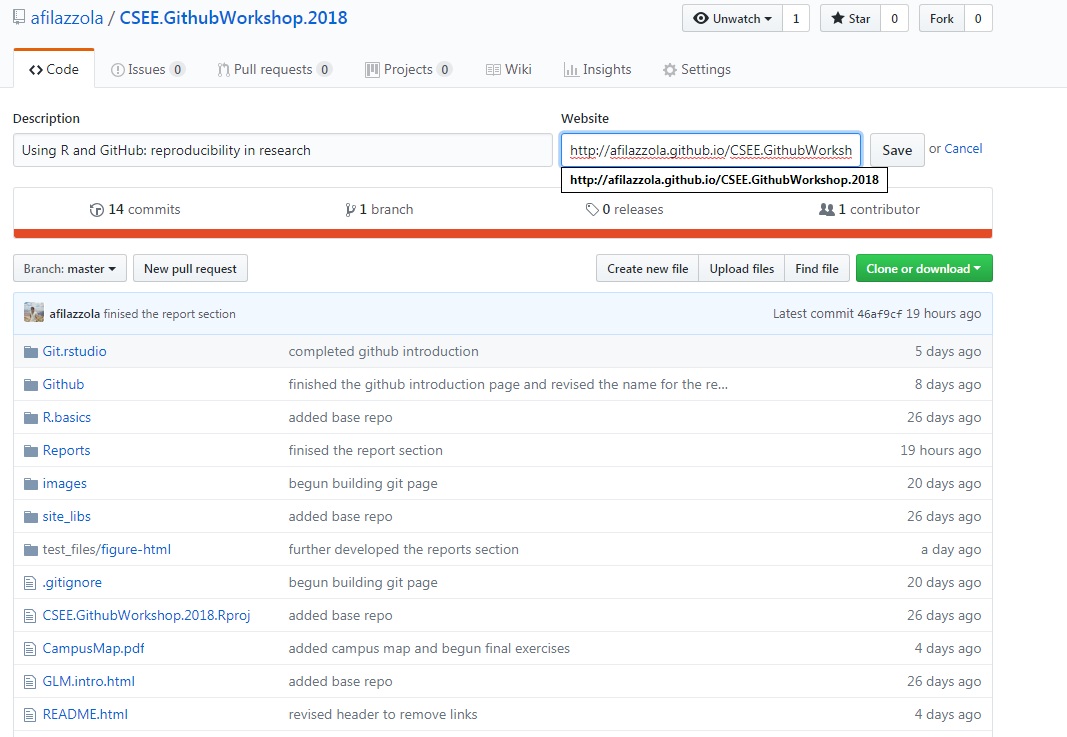 afilazzola / CSEE.GithubWorkshop.2018
Unwatch 1 Star 0 Fork 0
Code Issues 0 Pull requests 0 Projects 0 Wiki Insights Settings
Description Website
Using R and GitHub: reproducibility in research http://afilazzola.github.io/CSEE.GithubWorksh Save or Cancel
http://afilazzola.github.io/CSEE.GithubWorkshop.2018
14 commits 1 branch 0 releases 1 contributor
Branch: master New pull request Create new file Upload files Find file Clone or download
afilazzola finised the report section Latest commit 46af9cf 19 hours ago
Git.rstudio completed github introduction 5 days ago
Github finished the github introduction page and revised the name for the re... 8 days ago
R.basics added base repo 26 days ago
Reports finised the report section 19 hours ago
images begun building git page 20 days ago
site_libs added base repo 26 days ago
test_files/figure-html further developed the reports section a day ago
.gitignore begun building git page 20 days ago
CSEE.GithubWorkshop.2018.Rproj added base repo 26 days ago
CampusMap.pdf added campus map and begun final exercises 4 days ago
GLM.intro.html added base repo 26 days ago
README.html revised header to remove links 4 days ago